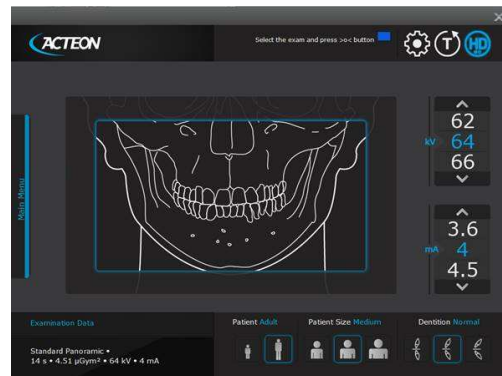 ACTEON
Select the exam and press >o< button
T
HD
Main Menu
62
kV 64
66
3.6
mA 4
4.5
Examination Data
Standard Panoramic •
14 s • 4.51 µGym² • 64 kV • 4 mA
Patient Adult
Patient Size Medium
Dentition Normal